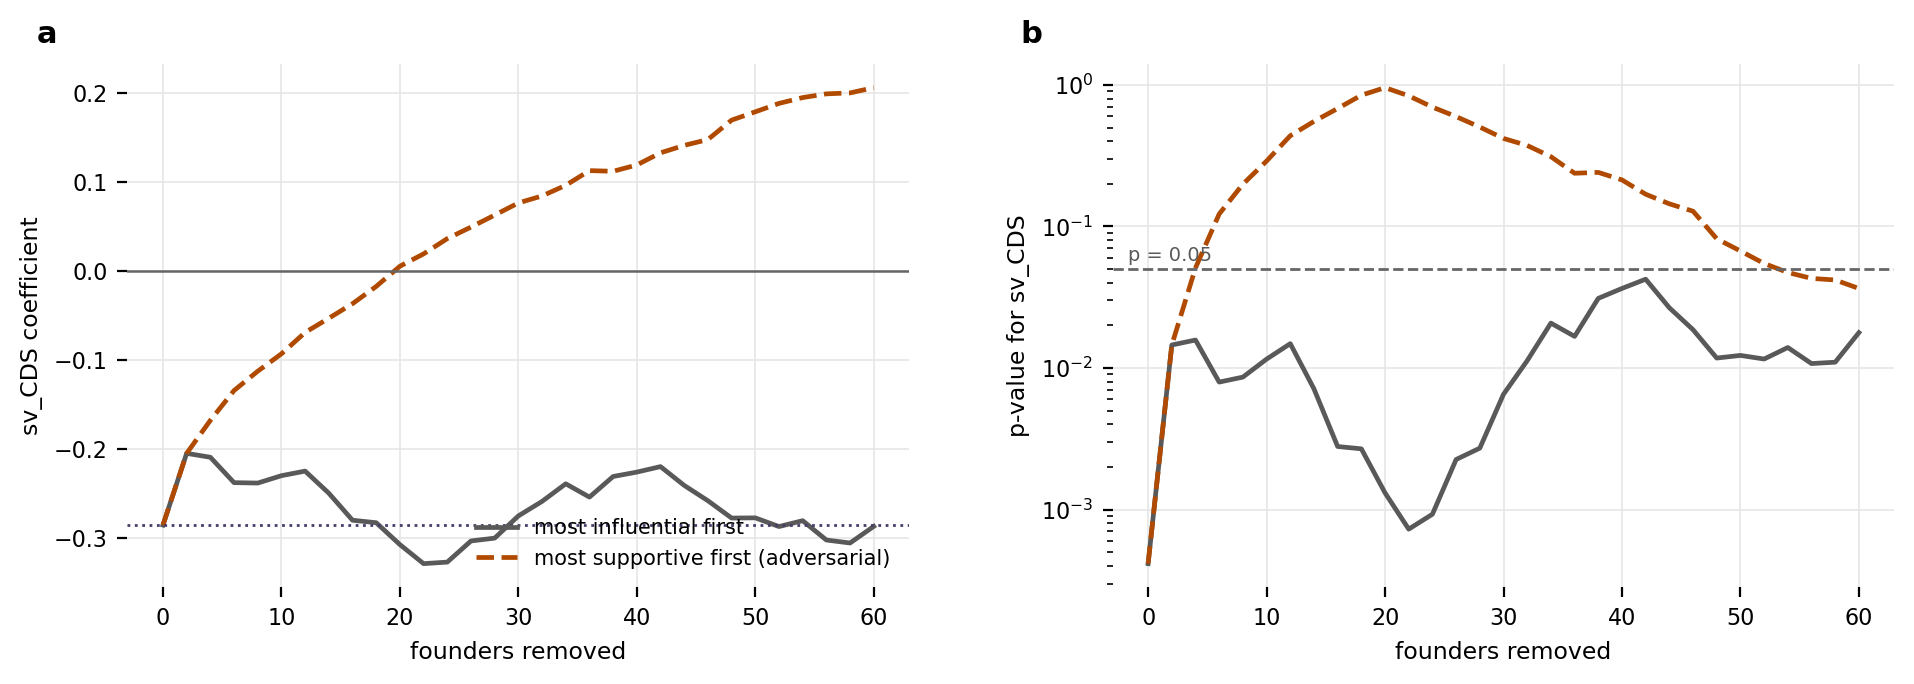 a
sv_CDS coefficient
0.2
0.1
0.0
−0.1
−0.2
−0.3
0 10 20 30 40 50 60
founders removed
most influential first
most supportive first (adversarial)
b
p-value for sv_CDS
10⁰
10⁻¹
10⁻²
10⁻³
p = 0.05
0 10 20 30 40 50 60
founders removed